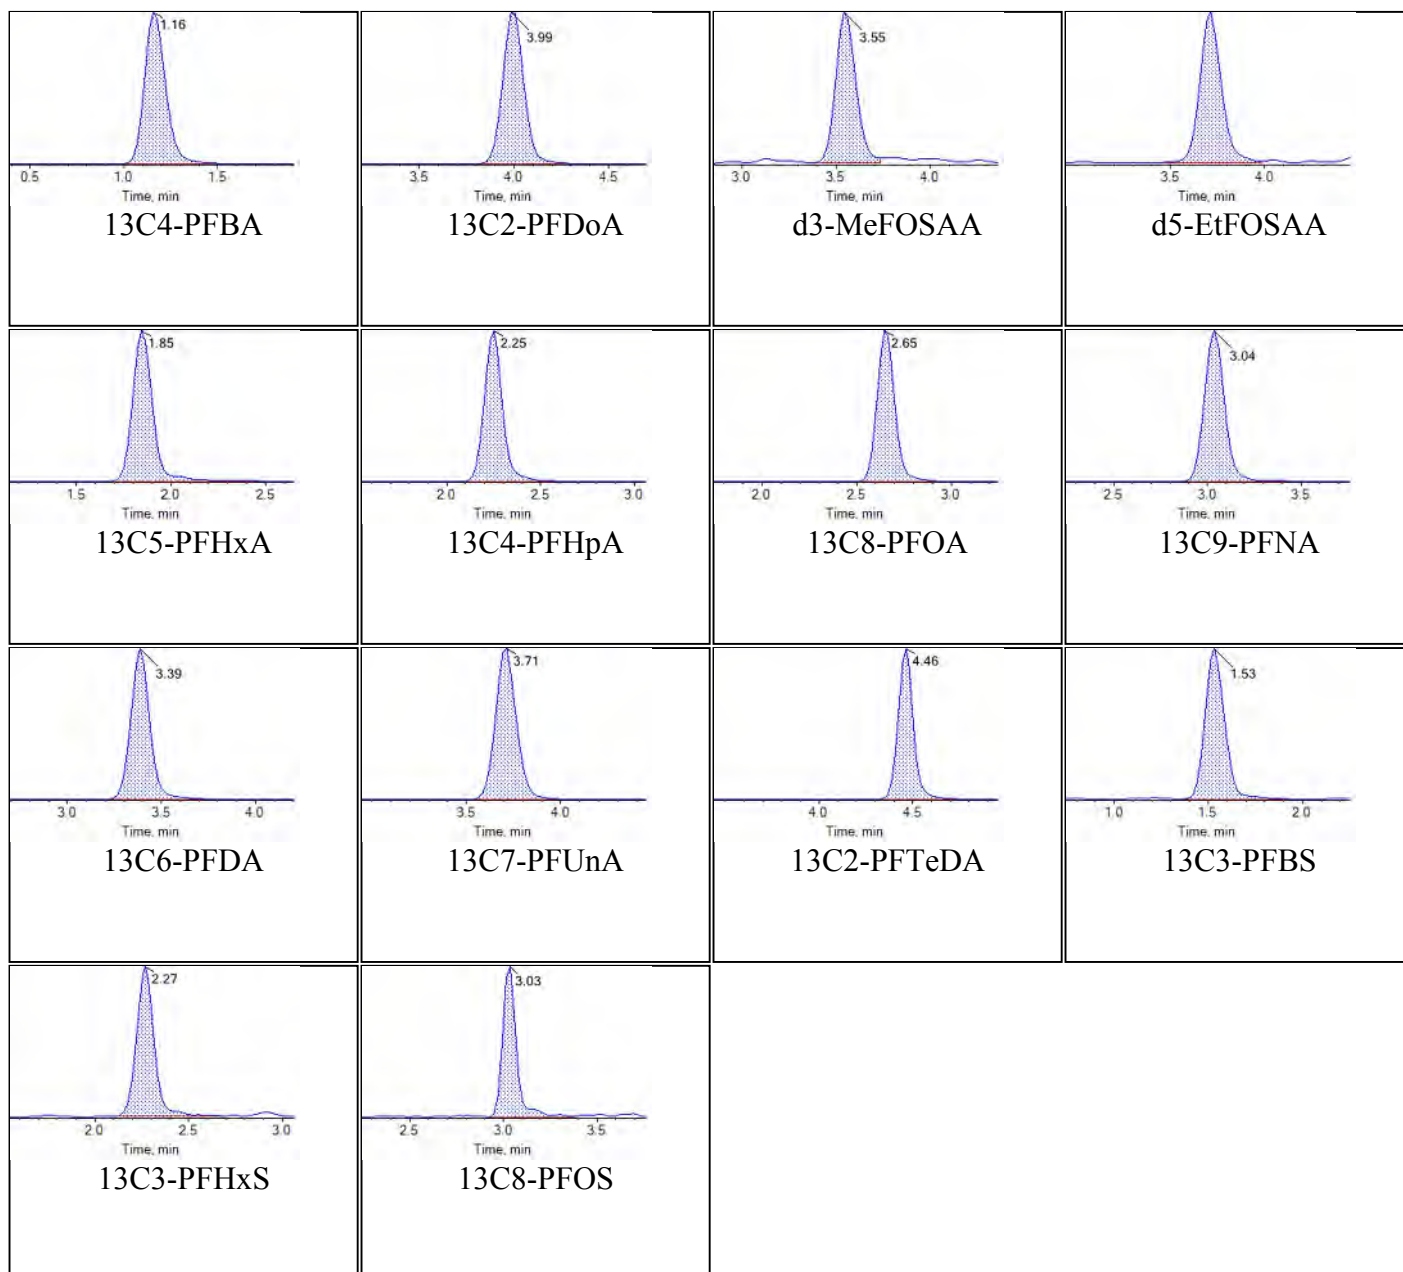 1.16
0.5 1.0 1.5
Time, min
13C4-PFBA
3.99
3.5 4.0 4.5
Time, min
13C2-PFDoA
3.55
3.0 3.5 4.0
Time, min
d3-MeFOSAA
3.5 4.0
Time, min
d5-EtFOSAA
1.85
1.5 2.0 2.5
Time, min
13C5-PFHxA
2.25
2.0 2.5 3.0
Time, min
13C4-PFHpA
2.65
2.0 2.5 3.0
Time, min
13C8-PFOA
3.04
2.5 3.0 3.5
Time, min
13C9-PFNA
3.39
3.0 3.5 4.0
Time, min
13C6-PFDA
3.71
3.5 4.0
Time, min
13C7-PFUnA
4.46
4.0 4.5
Time, min
13C2-PFTeDA
1.53
1.0 1.5 2.0
Time, min
13C3-PFBS
2.27
2.0 2.5 3.0
Time, min
13C3-PFHxS
3.03
2.5 3.0 3.5
Time, min
13C8-PFOS